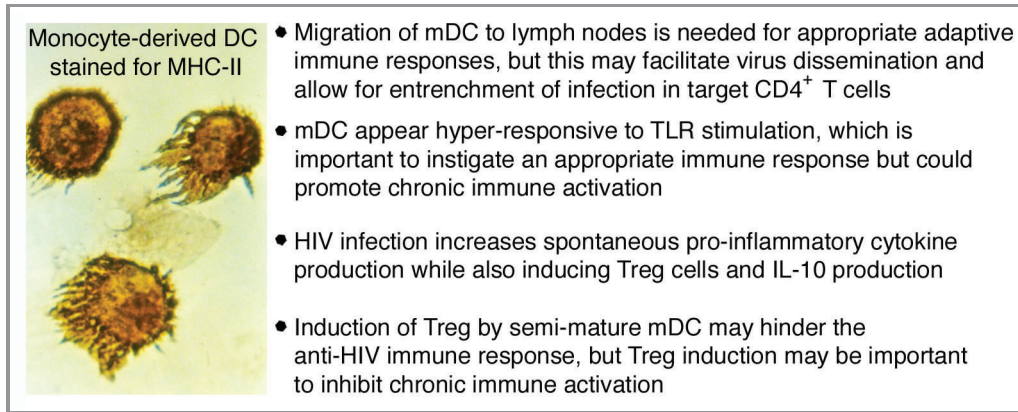 Monocyte-derived DC
stained for MHC-II
• Migration of mDC to lymph nodes is needed for appropriate adaptive
immune responses, but this may facilitate virus dissemination and
allow for entrenchment of infection in target CD4⁺ T cells
• mDC appear hyper-responsive to TLR stimulation, which is
important to instigate an appropriate immune response but could
promote chronic immune activation
• HIV infection increases spontaneous pro-inflammatory cytokine
production while also inducing Treg cells and IL-10 production
• Induction of Treg by semi-mature mDC may hinder the
anti-HIV immune response, but Treg induction may be important
to inhibit chronic immune activation